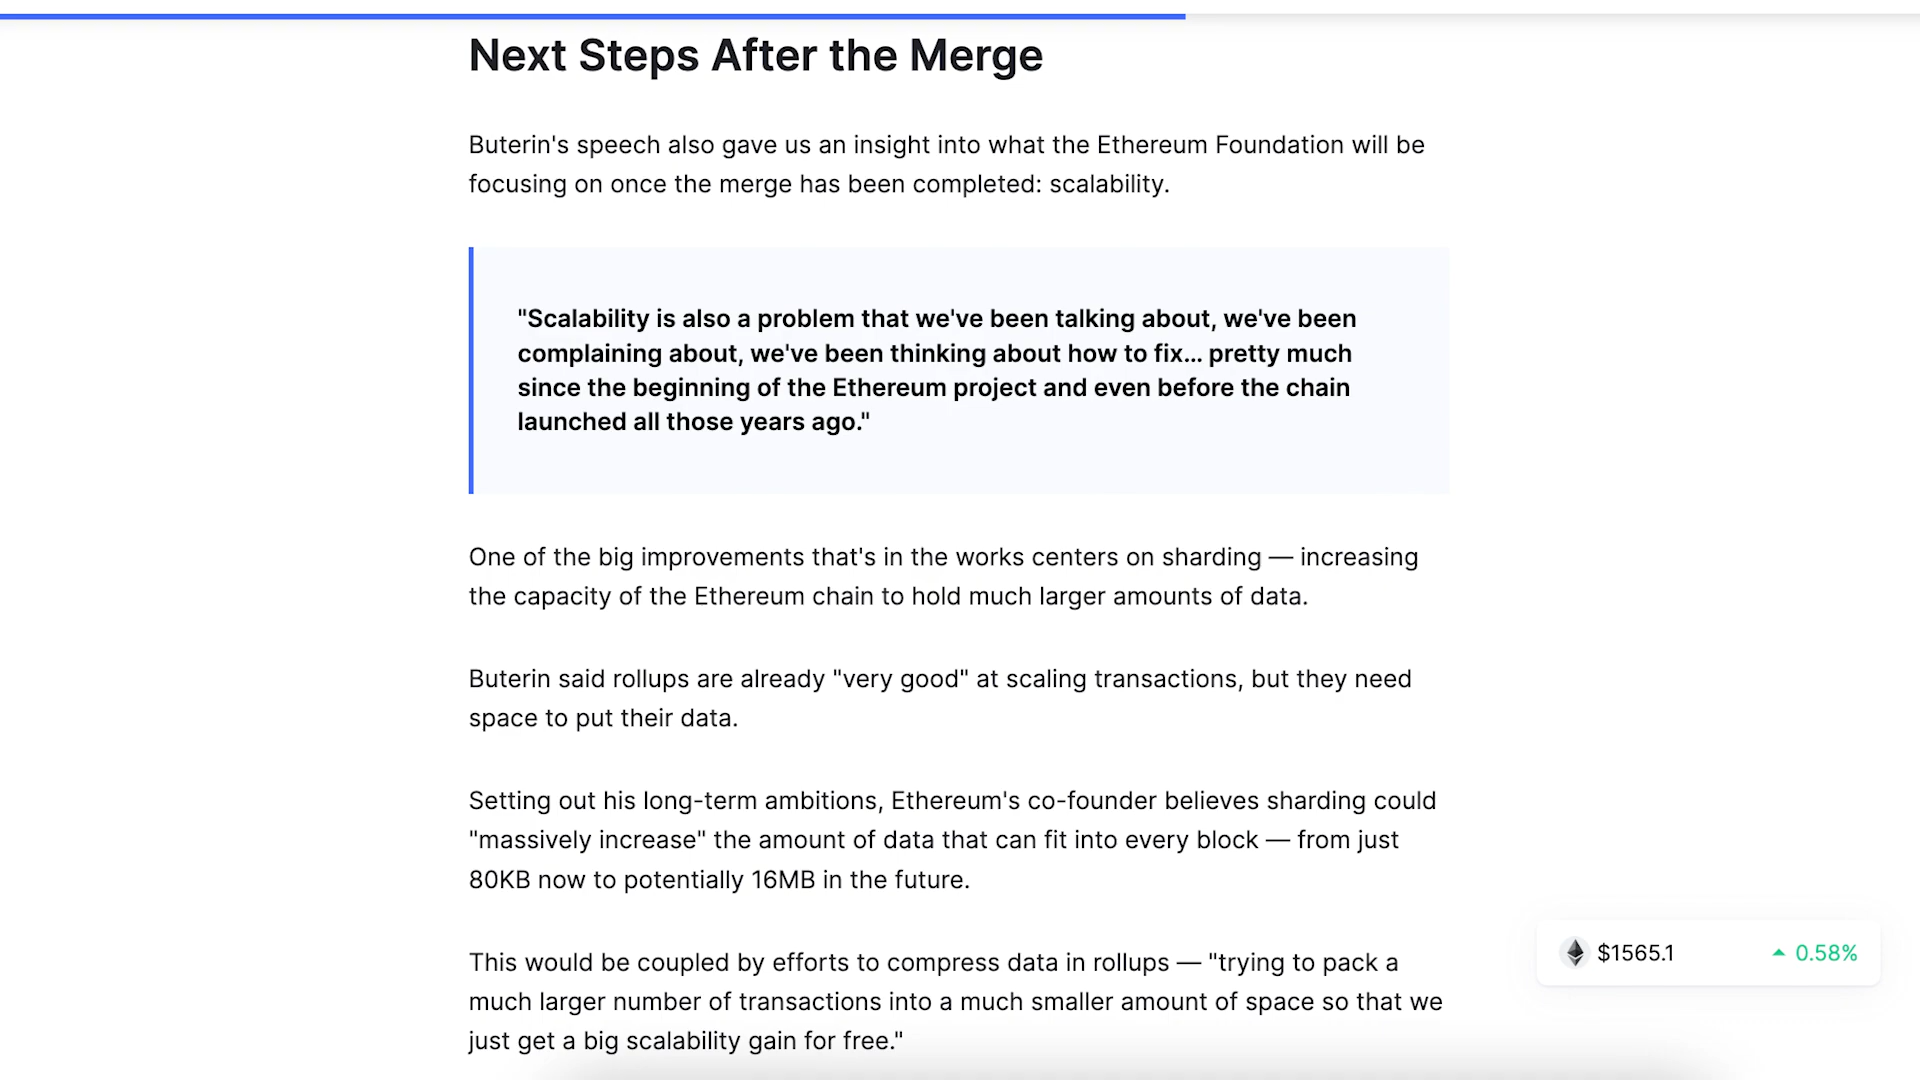 Next Steps After the Merge
Buterin's speech also gave us an insight into what the Ethereum Foundation will be
focusing on once the merge has been completed: scalability.
"Scalability is also a problem that we've been talking about, we've been
complaining about, we've been thinking about how to fix... pretty much
since the beginning of the Ethereum project and even before the chain
launched all those years ago."
One of the big improvements that's in the works centers on sharding — increasing
the capacity of the Ethereum chain to hold much larger amounts of data.
Buterin said rollups are already "very good" at scaling transactions, but they need
space to put their data.
Setting out his long-term ambitions, Ethereum's co-founder believes sharding could
"massively increase" the amount of data that can fit into every block — from just
80KB now to potentially 16MB in the future.
This would be coupled by efforts to compress data in rollups — "trying to pack a
much larger number of transactions into a much smaller amount of space so that we
just get a big scalability gain for free."
$1565.1 0.58%